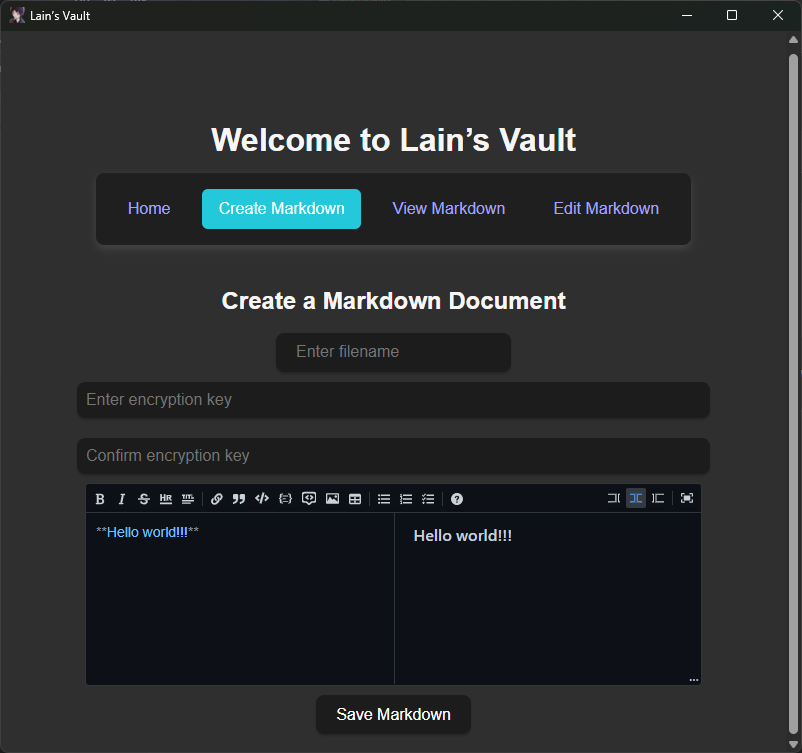 Lain’s Vault
Welcome to Lain’s Vault
Home Create Markdown View Markdown Edit Markdown
Create a Markdown Document
Enter filename
Enter encryption key
Confirm encryption key
B I S HR TITL
**Hello world!!!** Hello world!!!
Save Markdown